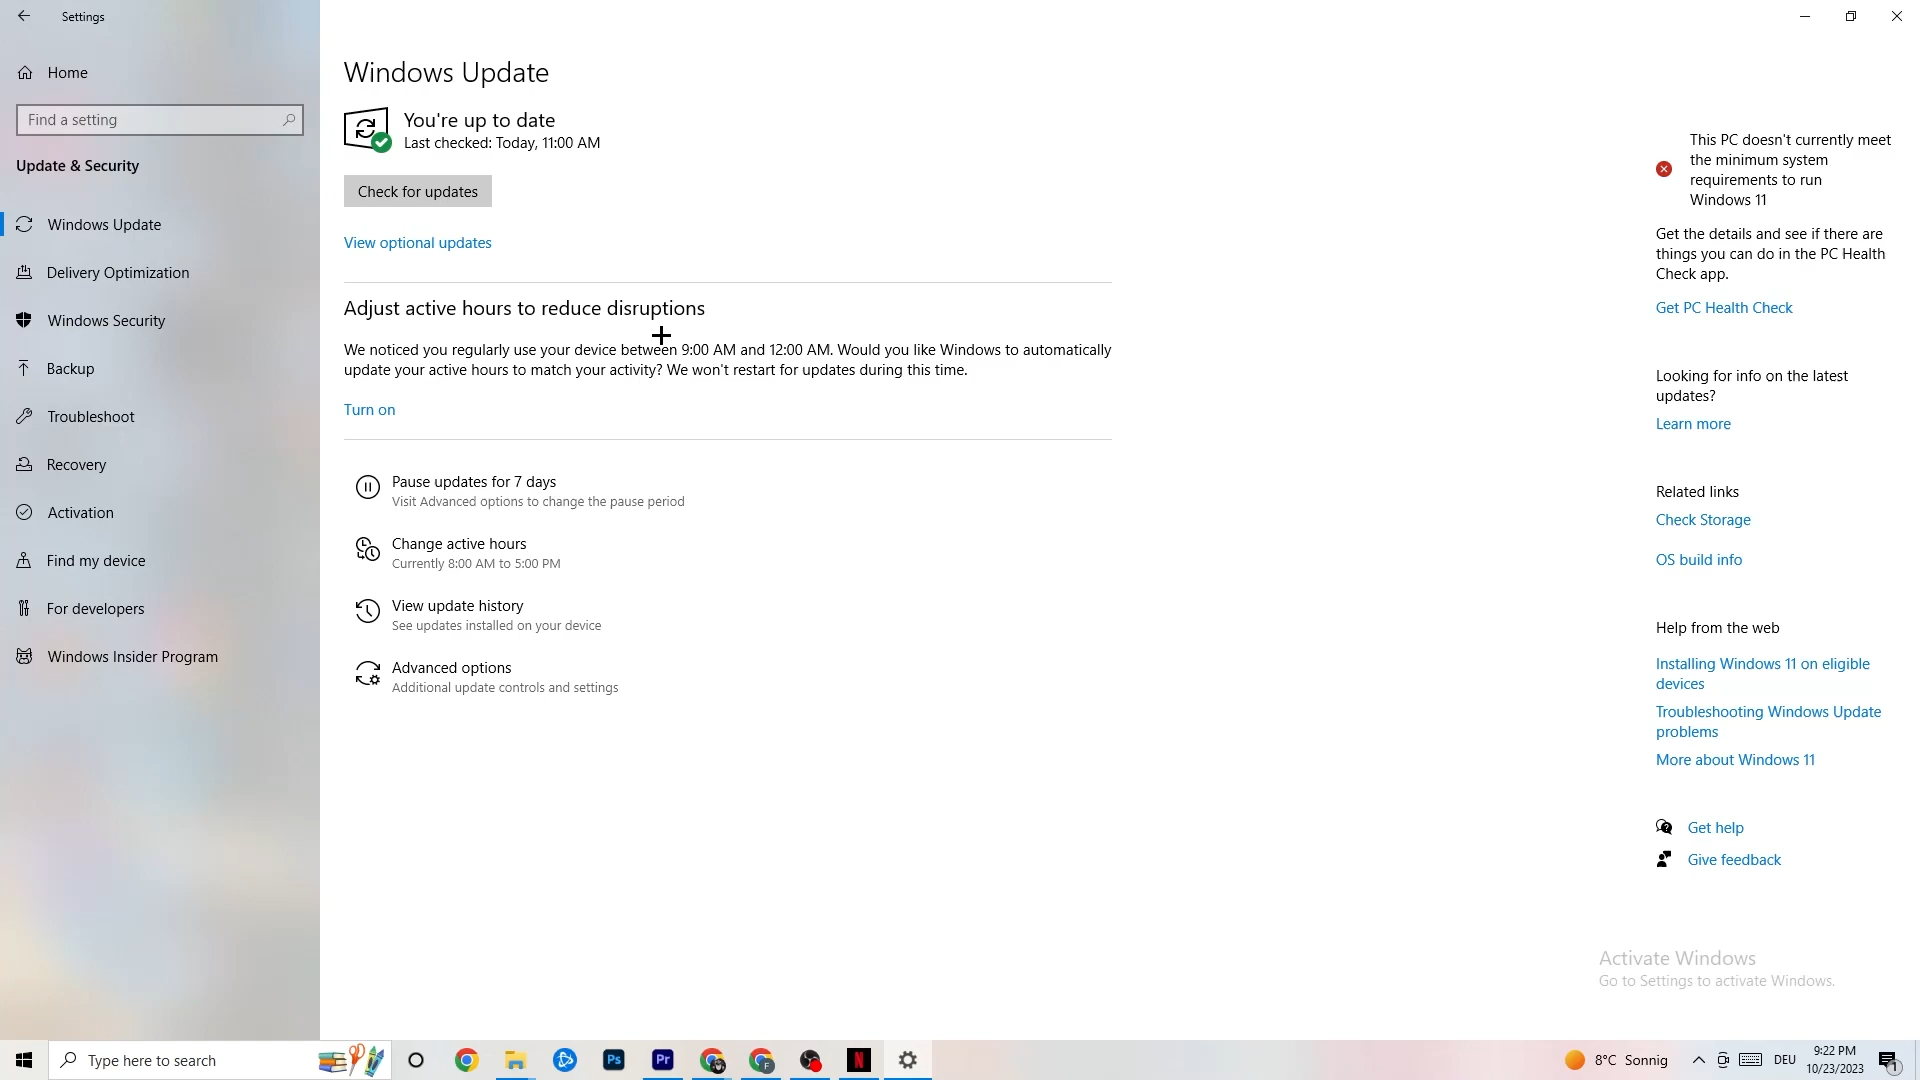 Settings
Home
Find a setting
Update & Security
Windows Update
Delivery Optimization
Windows Security
Backup
Troubleshoot
Recovery
Activation
Find my device
For developers
Windows Insider Program
Windows Update
You're up to date
Last checked: Today, 11:00 AM
Check for updates
View optional updates
Adjust active hours to reduce disruptions
We noticed you regularly use your device between 9:00 AM and 12:00 AM. Would you like Windows to automatically
update your active hours to match your activity? We won't restart for updates during this time.
Turn on
Pause updates for 7 days
Visit Advanced options to change the pause period
Change active hours
Currently 8:00 AM to 5:00 PM
View update history
See updates installed on your device
Advanced options
Additional update controls and settings
This PC doesn't currently meet
the minimum system
requirements to run
Windows 11
Get the details and see if there are
things you can do in the PC Health
Check app.
Get PC Health Check
Looking for info on the latest
updates?
Learn more
Related links
Check Storage
OS build info
Help from the web
Installing Windows 11 on eligible
devices
Troubleshooting Windows Update
problems
More about Windows 11
Get help
Give feedback
Activate Windows
Go to Settings to activate Windows.
Type here to search
Ps
Pr
F
N
8°C Sonnig
DEU
9:22 PM
10/23/2023
1